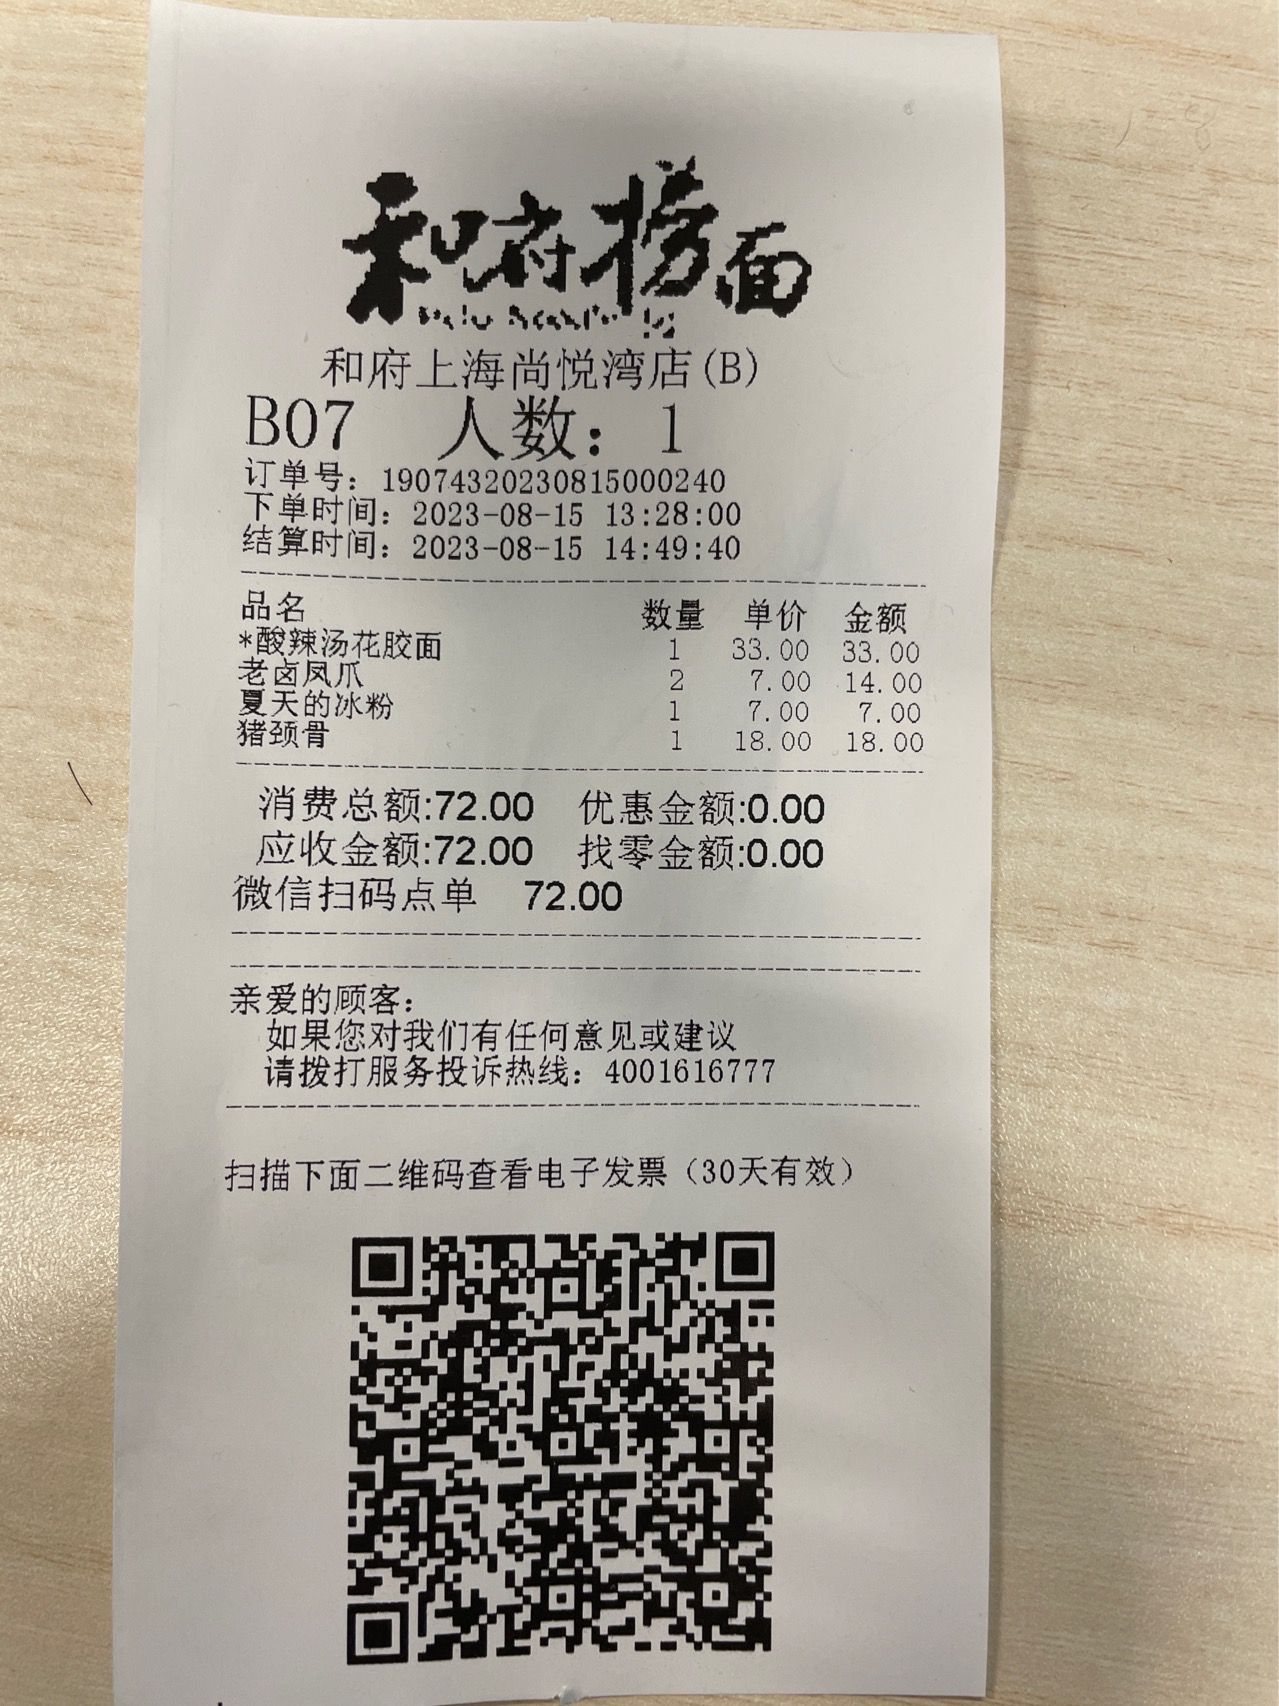 和府捞面
和府上海尚悦湾店(B)
B07 人数：1
订单号：19074320230815000240
下单时间：2023-08-15 13:28:00
结算时间：2023-08-15 14:49:40
品名 数量 单价 金额
*酸辣汤花胶面 1 33.00 33.00
老卤凤爪 2 7.00 14.00
夏天的冰粉 1 7.00 7.00
猪颈骨 1 18.00 18.00
消费总额:72.00 优惠金额:0.00
应收金额:72.00 找零金额:0.00
微信扫码点单 72.00
亲爱的顾客：
如果您对我们有任何意见或建议
请拨打服务投诉热线：4001616777
扫描下面二维码查看电子发票（30天有效）